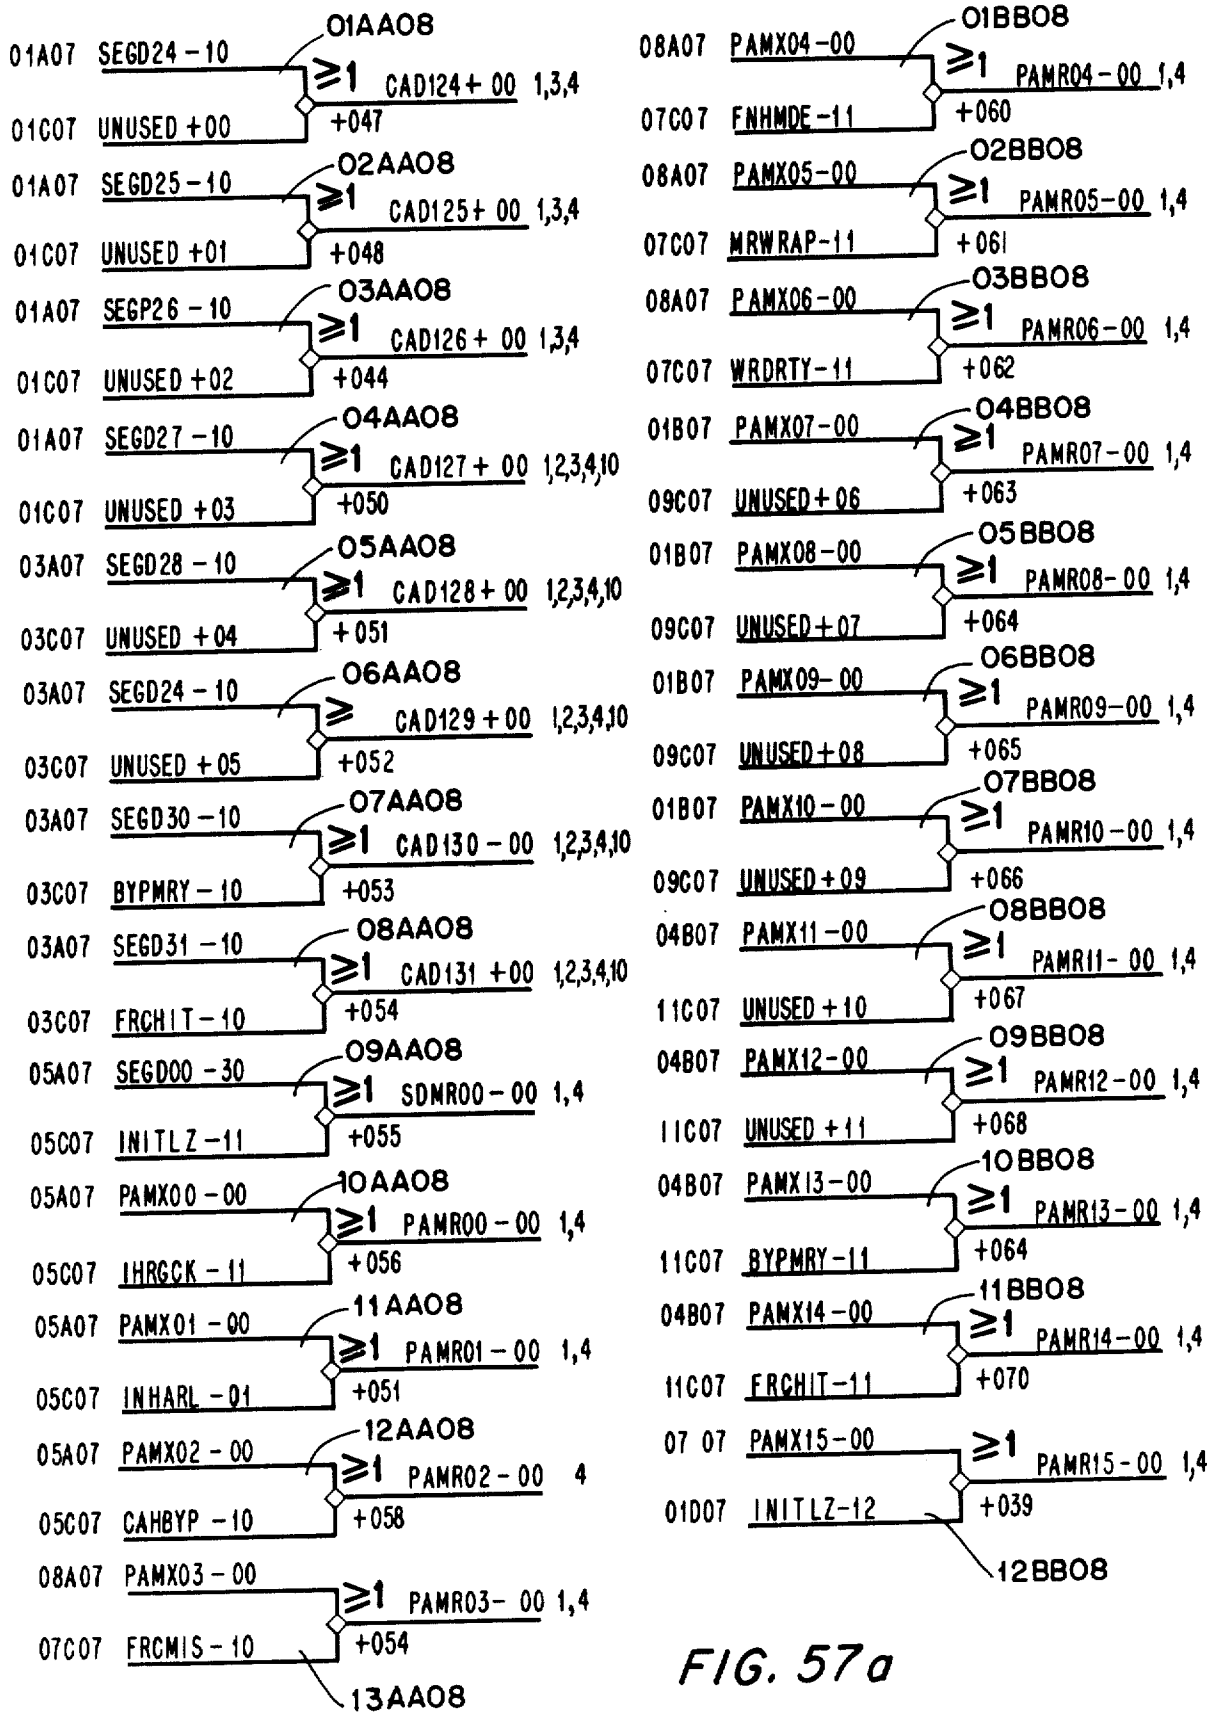 01AA08
01A07 SEGD24-10
≥1 CAD124+00 1,3,4
01C07 UNUSED+00 +047
02AA08
01A07 SEGD25-10
≥1 CAD125+00 1,3,4
01C07 UNUSED+01 +048
03AA08
01A07 SEGP26-10
≥1 CAD126+00 1,3,4
01C07 UNUSED+02 +044
04AA08
01A07 SEGD27-10
≥1 CAD127+00 1,2,3,4,10
01C07 UNUSED+03 +050
05AA08
03A07 SEGD28-10
≥1 CAD128+00 1,2,3,4,10
03C07 UNUSED+04 +051
06AA08
03A07 SEGD24-10
≥ CAD129+00 1,2,3,4,10
03C07 UNUSED+05 +052
07AA08
03A07 SEGD30-10
≥1 CAD130-00 1,2,3,4,10
03C07 BYPMRY-10 +053
08AA08
03A07 SEGD31-10
≥1 CAD131+00 1,2,3,4,10
03C07 FRCHIT-10 +054
09AA08
05A07 SEGD00-30
≥1 SDMR00-00 1,4
05C07 INITLZ-11 +055
10AA08
05A07 PAMX00-00
≥1 PAMR00-00 1,4
05C07 IHRGCK-11 +056
11AA08
05A07 PAMX01-00
≥1 PAMR01-00 1,4
05C07 INHARL-01 +051
12AA08
05A07 PAMX02-00
≥1 PAMR02-00 4
05C07 CAHBYP-10 +058
08A07 PAMX03-00
≥1 PAMR03-00 1,4
07C07 FRCMIS-10 +054
13AA08
01BB08
08A07 PAMX04-00
≥1 PAMR04-00 1,4
07C07 FNHMDE-11 +060
02BB08
08A07 PAMX05-00
≥1 PAMR05-00 1,4
07C07 MRWRAP-11 +061
03BB08
08A07 PAMX06-00
≥1 PAMR06-00 1,4
07C07 WRDRTY-11 +062
04BB08
01B07 PAMX07-00
≥1 PAMR07-00 1,4
09C07 UNUSED+06 +063
05BB08
01B07 PAMX08-00
≥1 PAMR08-00 1,4
09C07 UNUSED+07 +064
06BB08
01B07 PAMX09-00
≥1 PAMR09-00 1,4
09C07 UNUSED+08 +065
07BB08
01B07 PAMX10-00
≥1 PAMR10-00 1,4
09C07 UNUSED+09 +066
08BB08
04B07 PAMX11-00
≥1 PAMR11-00 1,4
11C07 UNUSED+10 +067
09BB08
04B07 PAMX12-00
≥1 PAMR12-00 1,4
11C07 UNUSED+11 +068
10BB08
04B07 PAMX13-00
≥1 PAMR13-00 1,4
11C07 BYPMRY-11 +064
11BB08
04B07 PAMX14-00
≥1 PAMR14-00 1,4
11C07 FRCHIT-11 +070
07 07 PAMX15-00
≥1 PAMR15-00 1,4
01D07 INITLZ-12 +039
12BB08
FIG. 57a